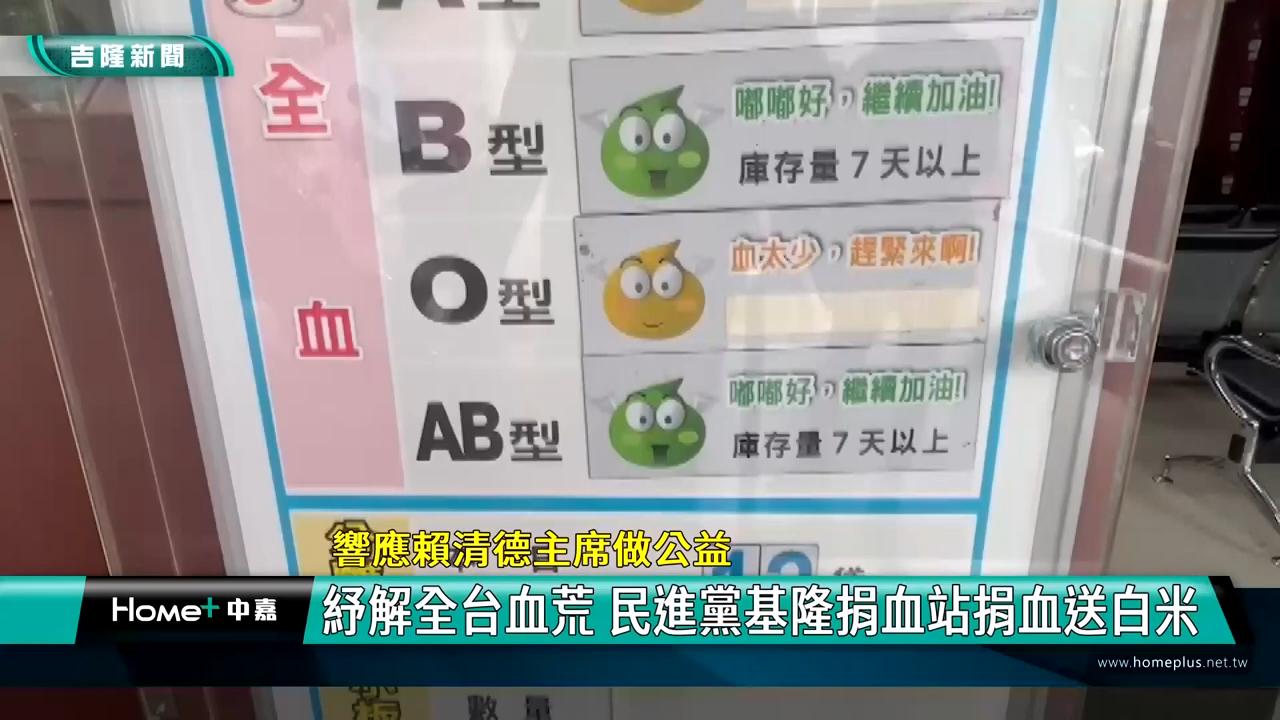 吉隆新聞
A型
全血
B型
嘟嘟好,繼續加油!
庫存量7天以上
O型
血太少,趕緊來啊!
AB型
嘟嘟好,繼續加油!
庫存量7天以上
響應賴清德主席做公益
Home+中嘉
紓解全台血荒 民進黨基隆捐血站捐血送白米
www.homeplus.net.tw
數量